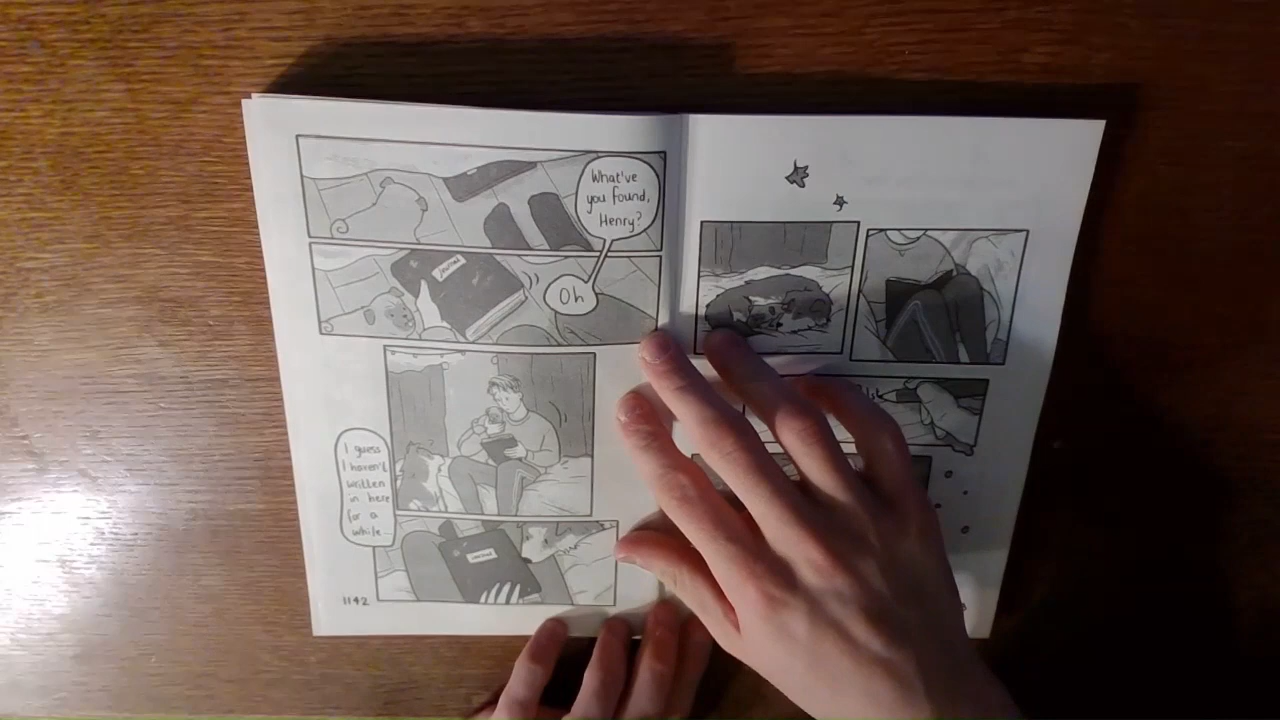 What've
you found,
Henry?
Journal
Oh
I guess
I haven't
written
in here
for a
while...
Journal
1142